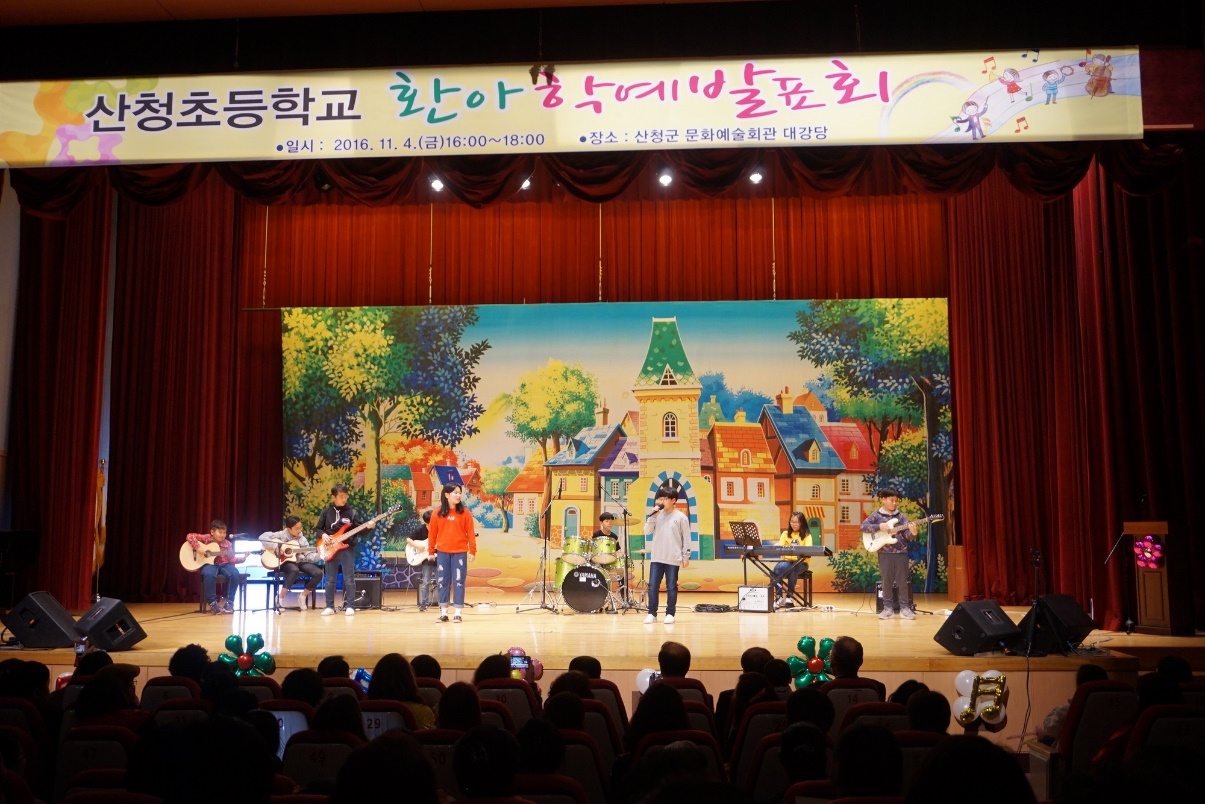 산청초등학교 환아 학예발표회
●일시 : 2016. 11. 4.(금)16:00~18:00 ●장소 : 산청군 문화예술회관 대강당
YAMAHA